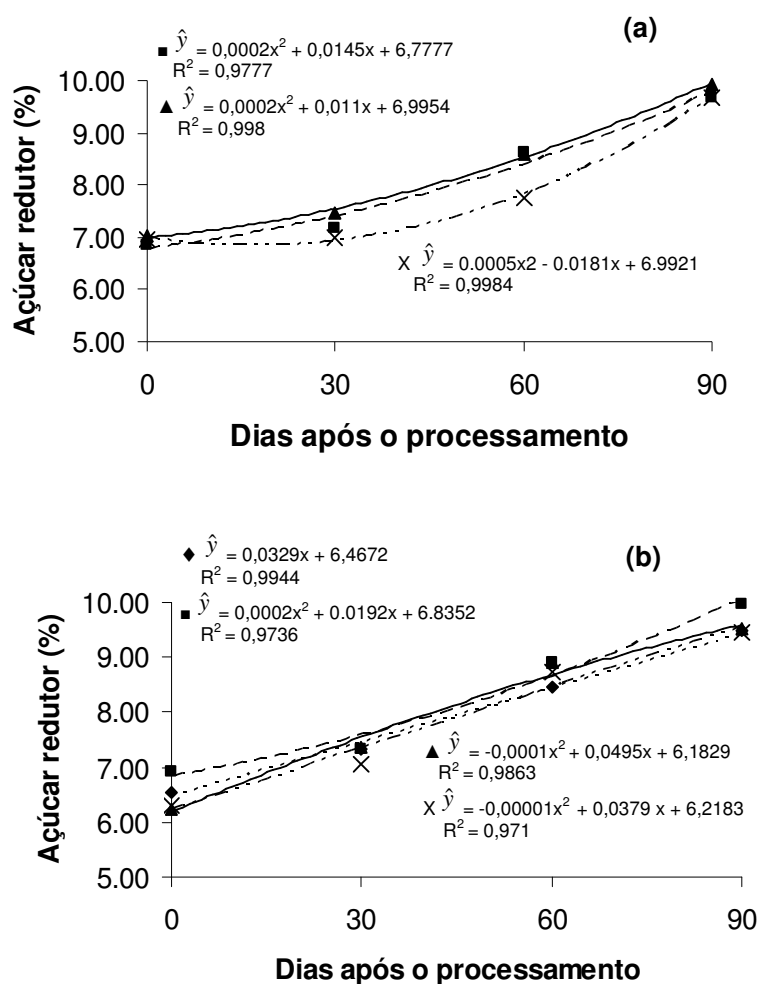 (a)
■ ŷ = 0,0002x² + 0,0145x + 6,7777
R² = 0,9777
▲ ŷ = 0,0002x² + 0,011x + 6,9954
R² = 0,998
X ŷ = 0.0005x2 - 0.0181x + 6.9921
R² = 0,9984
Açúcar redutor (%)
10.00
9.00
8.00
7.00
6.00
5.00
0 30 60 90
Dias após o processamento
(b)
◆ ŷ = 0,0329x + 6,4672
R² = 0,9944
■ ŷ = 0,0002x² + 0.0192x + 6.8352
R² = 0,9736
▲ ŷ = -0,0001x² + 0,0495x + 6,1829
R² = 0,9863
X ŷ = -0,00001x² + 0,0379 x + 6,2183
R² = 0,971
Açúcar redutor (%)
10.00
9.00
8.00
7.00
6.00
5.00
0 30 60 90
Dias após o processamento